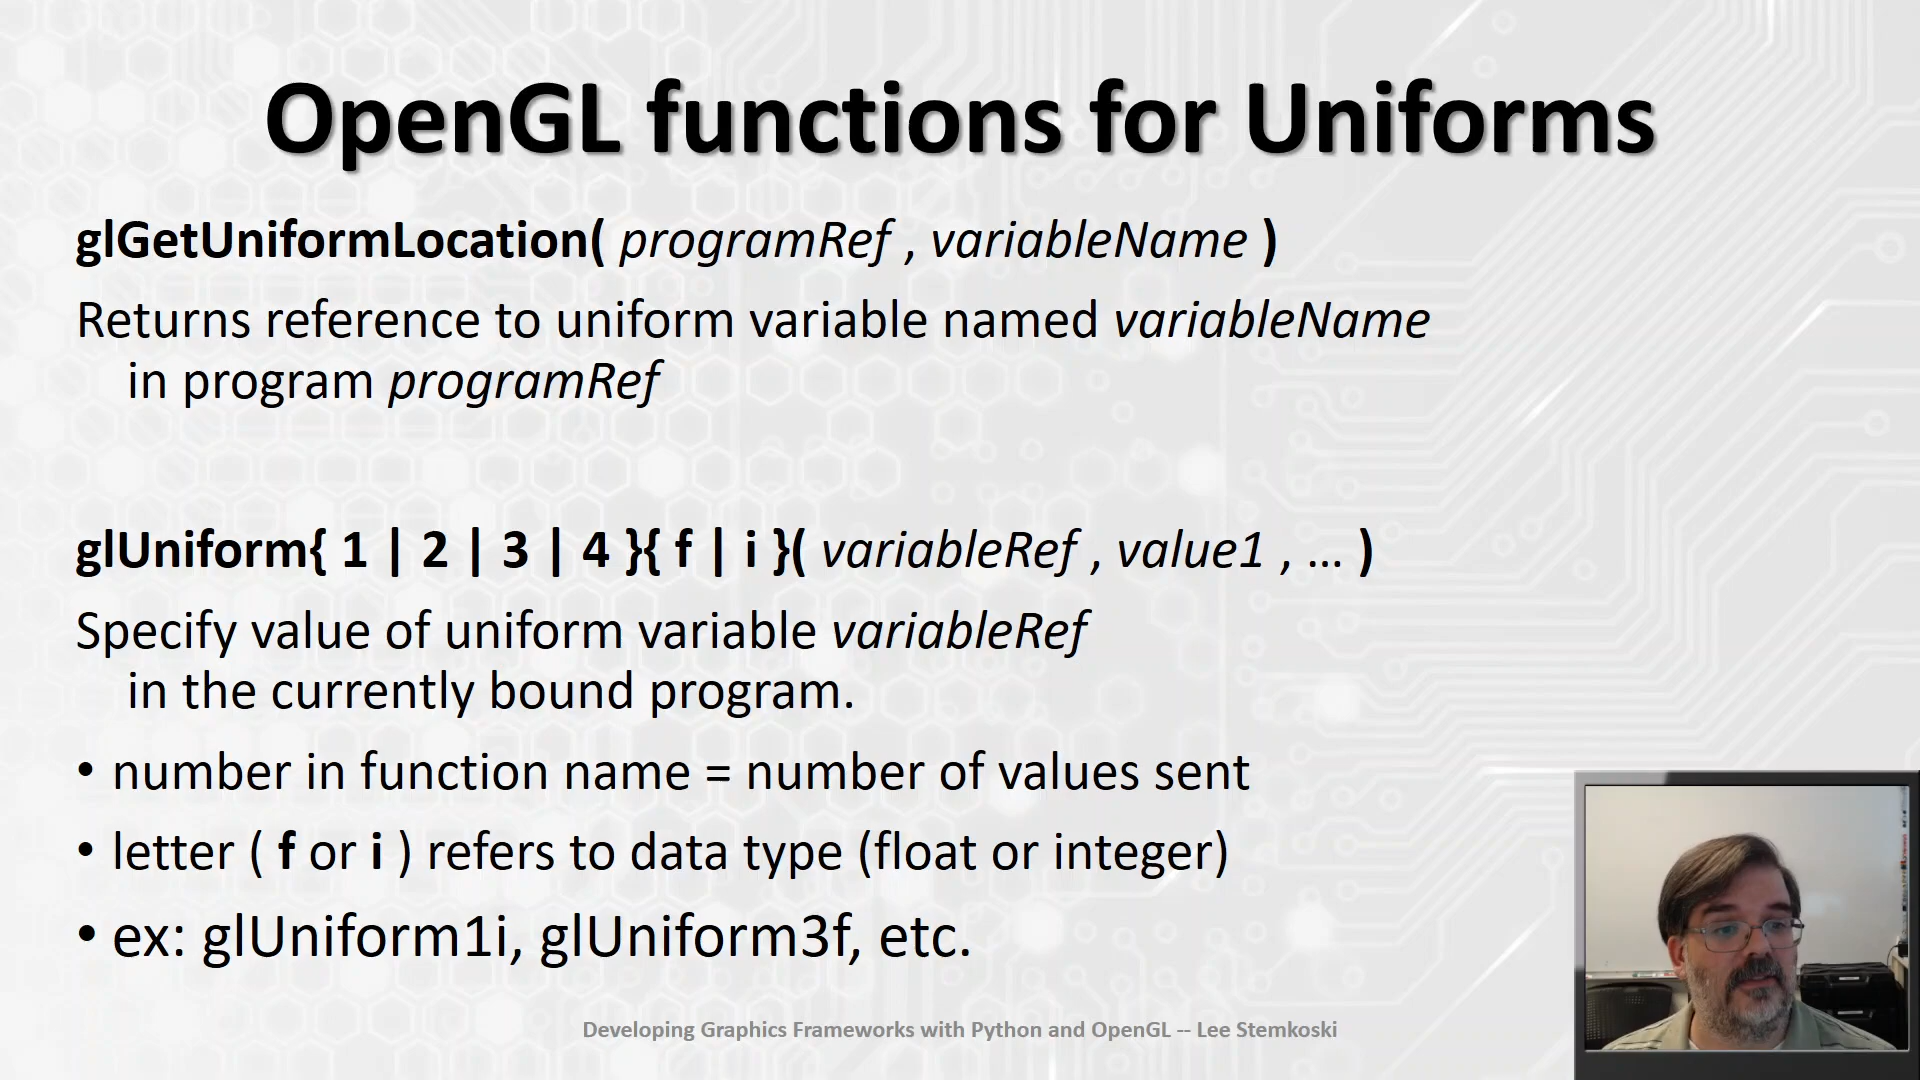 OpenGL functions for Uniforms
glGetUniformLocation( programRef , variableName )
Returns reference to uniform variable named variableName
in program programRef
glUniform{ 1 | 2 | 3 | 4 }{ f | i }( variableRef , value1 , ... )
Specify value of uniform variable variableRef
in the currently bound program.
• number in function name = number of values sent
• letter ( f or i ) refers to data type (float or integer)
• ex: glUniform1i, glUniform3f, etc.
Developing Graphics Frameworks with Python and OpenGL -- Lee Stemkoski